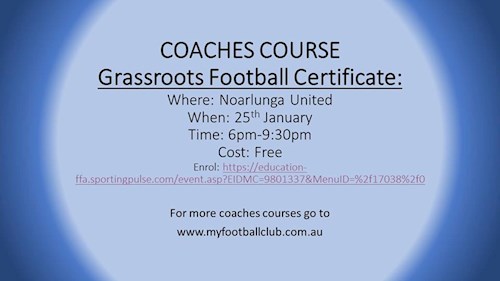 COACHES COURSE
Grassroots Football Certificate:
Where: Noarlunga United
When: 25th January
Time: 6pm-9:30pm
Cost: Free
Enrol: https://education-
ffa.sportingpulse.com/event.asp?EIDMC=9801337&MenuID=%2f17038%2f0
For more coaches courses go to
www.myfootballclub.com.au